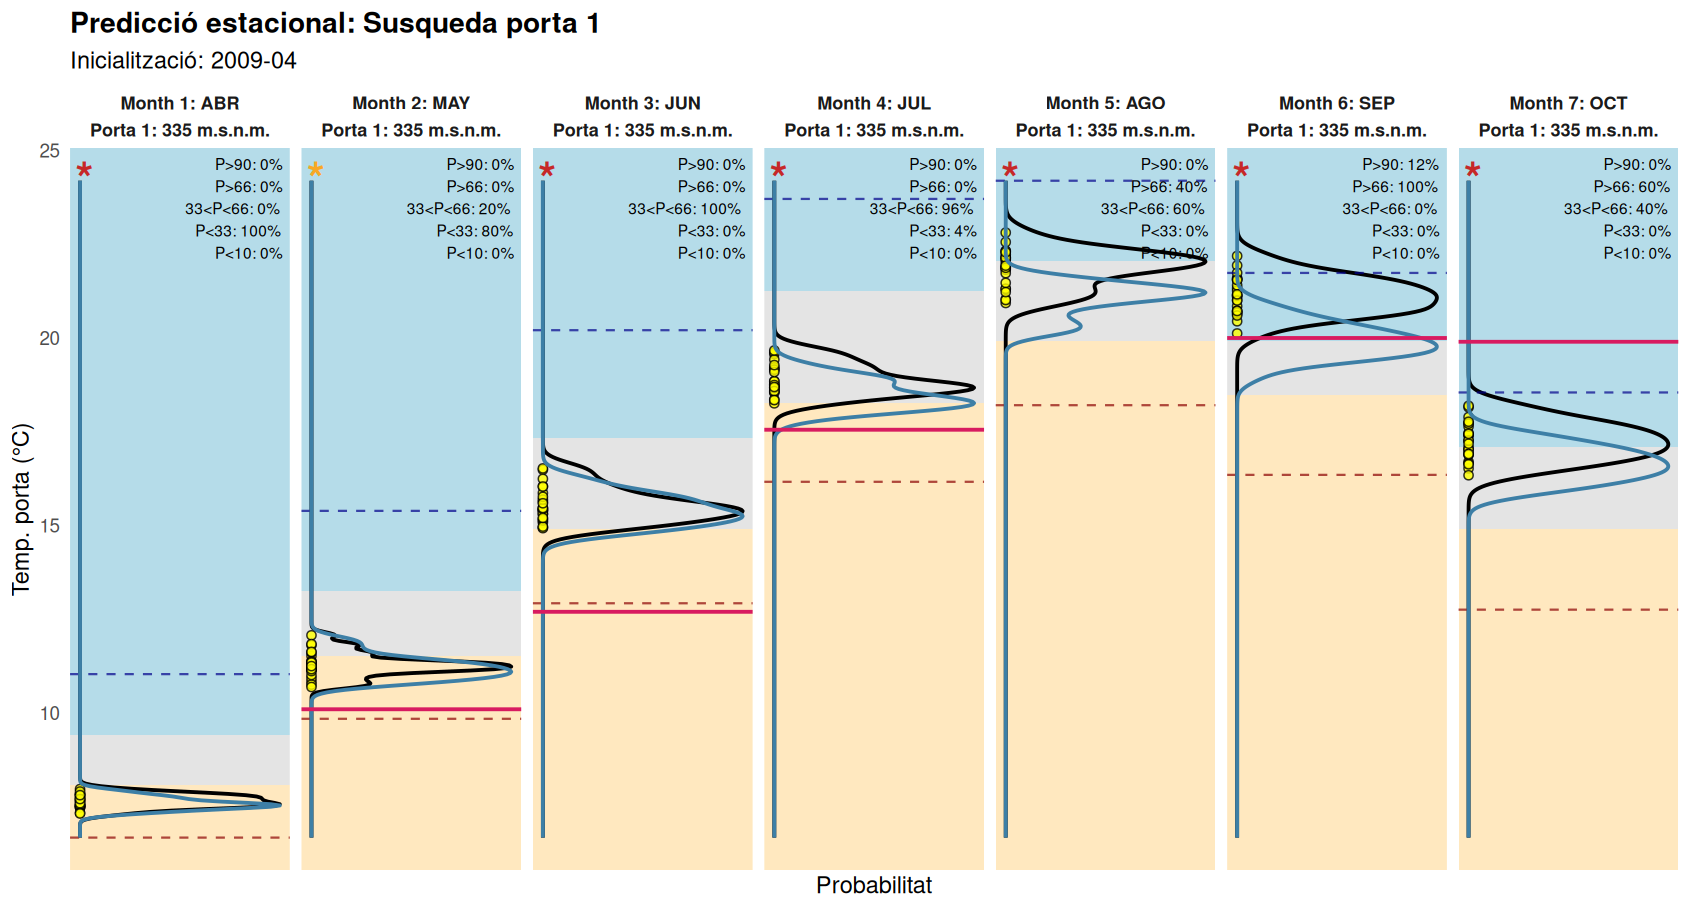 Predicció estacional: Susqueda porta 1
Inicialització: 2009-04
Month 1: ABR
Porta 1: 335 m.s.n.m.
Month 2: MAY
Porta 1: 335 m.s.n.m.
Month 3: JUN
Porta 1: 335 m.s.n.m.
Month 4: JUL
Porta 1: 335 m.s.n.m.
Month 5: AGO
Porta 1: 335 m.s.n.m.
Month 6: SEP
Porta 1: 335 m.s.n.m.
Month 7: OCT
Porta 1: 335 m.s.n.m.
Temp. porta (°C)
25
20
15
10
*
P>90: 0%
P>66: 0%
33<P<66: 0%
P<33: 100%
P<10: 0%
*
P>90: 0%
P>66: 0%
33<P<66: 20%
P<33: 80%
P<10: 0%
*
P>90: 0%
P>66: 0%
33<P<66: 100%
P<33: 0%
P<10: 0%
*
P>90: 0%
P>66: 0%
33<P<66: 96%
P<33: 4%
P<10: 0%
*
P>90: 0%
P>66: 40%
33<P<66: 60%
P<33: 0%
P<10: 0%
*
P>90: 12%
P>66: 100%
33<P<66: 0%
P<33: 0%
P<10: 0%
*
P>90: 0%
P>66: 60%
33<P<66: 40%
P<33: 0%
P<10: 0%
Probabilitat